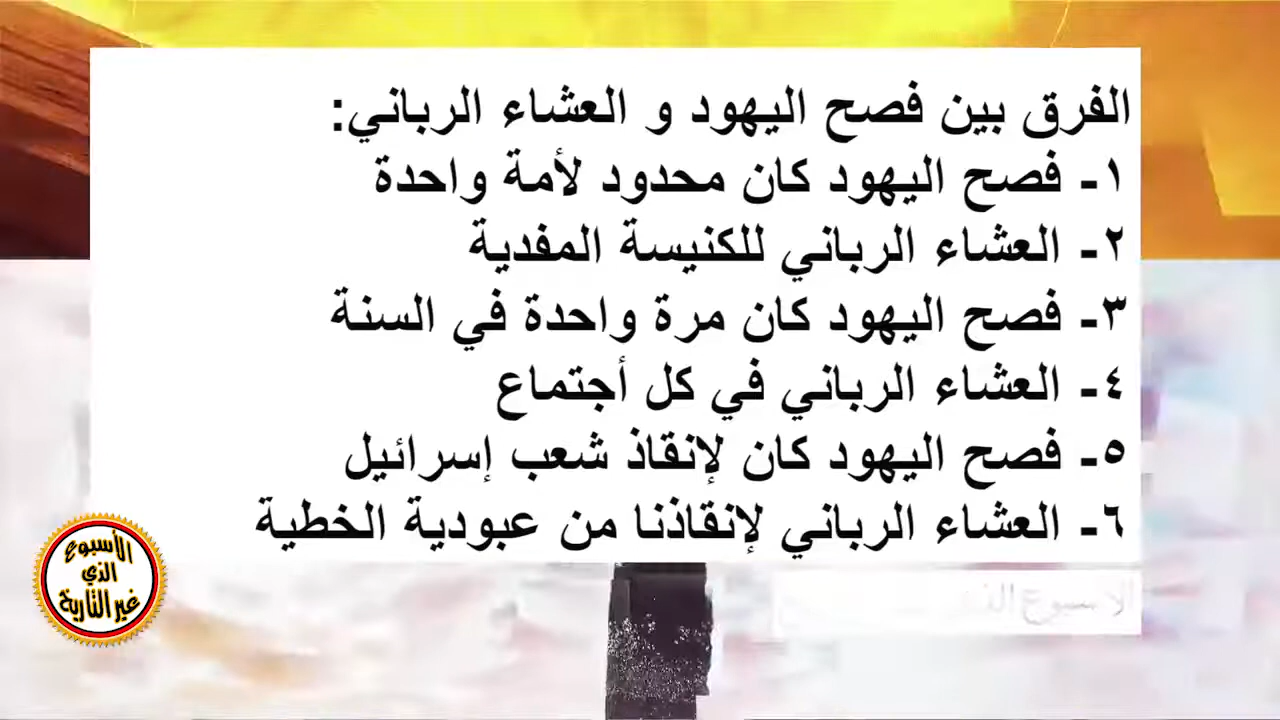 الفرق بين فصح اليهود و العشاء الرباني:
١- فصح اليهود كان محدود لأمة واحدة
٢- العشاء الرباني للكنيسة المفدية
٣- فصح اليهود كان مرة واحدة في السنة
٤- العشاء الرباني في كل أجتماع
٥- فصح اليهود كان لإنقاذ شعب إسرائيل
٦- العشاء الرباني لإنقاذنا من عبودية الخطية
الأسبوع
الذي
غير التاريخ
الاسبوع